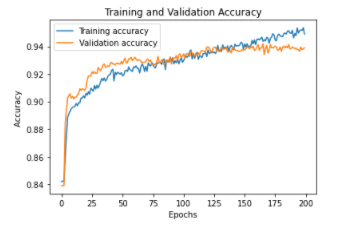 Training and Validation Accuracy
Training accuracy
Validation accuracy
0.94
0.92
0.90
0.88
0.86
0.84
Accuracy
0 25 50 75 100 125 150 175 200
Epochs